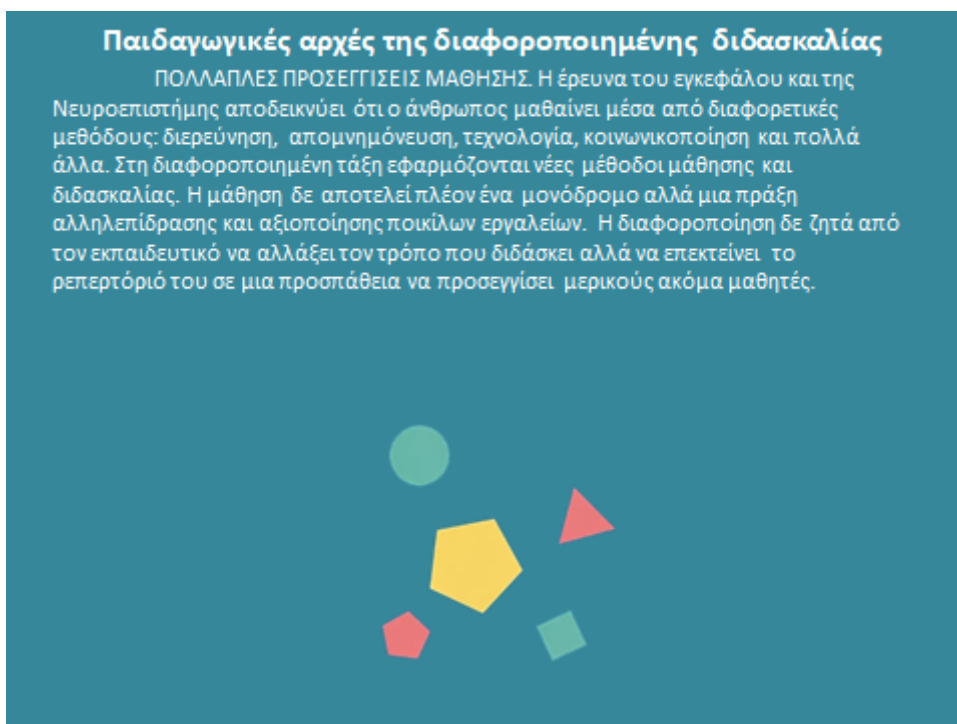 Παιδαγωγικές αρχές της διαφοροποιημένης διδασκαλίας
ΠΟΛΛΑΠΛΕΣ ΠΡΟΣΕΓΓΙΣΕΙΣ ΜΑΘΗΣΗΣ. Η έρευνα του εγκεφάλου και της
Νευροεπιστήμης αποδεικνύει ότι ο άνθρωπος μαθαίνει μέσα από διαφορετικές
μεθόδους: διερεύνηση, απομνημόνευση, τεχνολογία, κοινωνικοποίηση και πολλά
άλλα. Στη διαφοροποιημένη τάξη εφαρμόζονται νέες μέθοδοι μάθησης και
διδασκαλίας. Η μάθηση δε αποτελεί πλέον ένα μονόδρομο αλλά μια πράξη
αλληλεπίδρασης και αξιοποίησης ποικίλων εργαλείων. Η διαφοροποίηση δε ζητά από
τον εκπαιδευτικό να αλλάξει τον τρόπο που διδάσκει αλλά να επεκτείνει το
ρεπερτόριό του σε μια προσπάθεια να προσεγγίσει μερικούς ακόμα μαθητές.